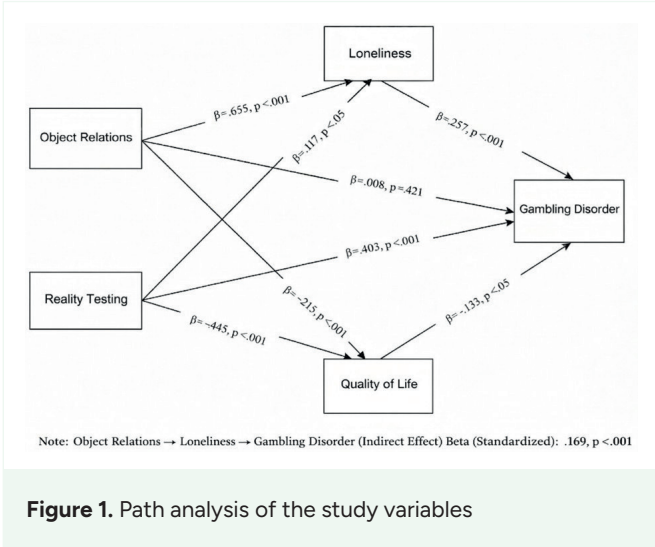 Loneliness
β=.655, p<.001
β=.257, p<.001
Object Relations
β=.117, p<.05
β=.008, p=.421
Gambling Disorder
β=.403, p<.001
Reality Testing
β=-.215, p<.001
β=-.133, p<.05
β=-.445, p<.001
Quality of Life
Note: Object Relations → Loneliness → Gambling Disorder (Indirect Effect) Beta (Standardized): .169, p <.001
Figure 1. Path analysis of the study variables